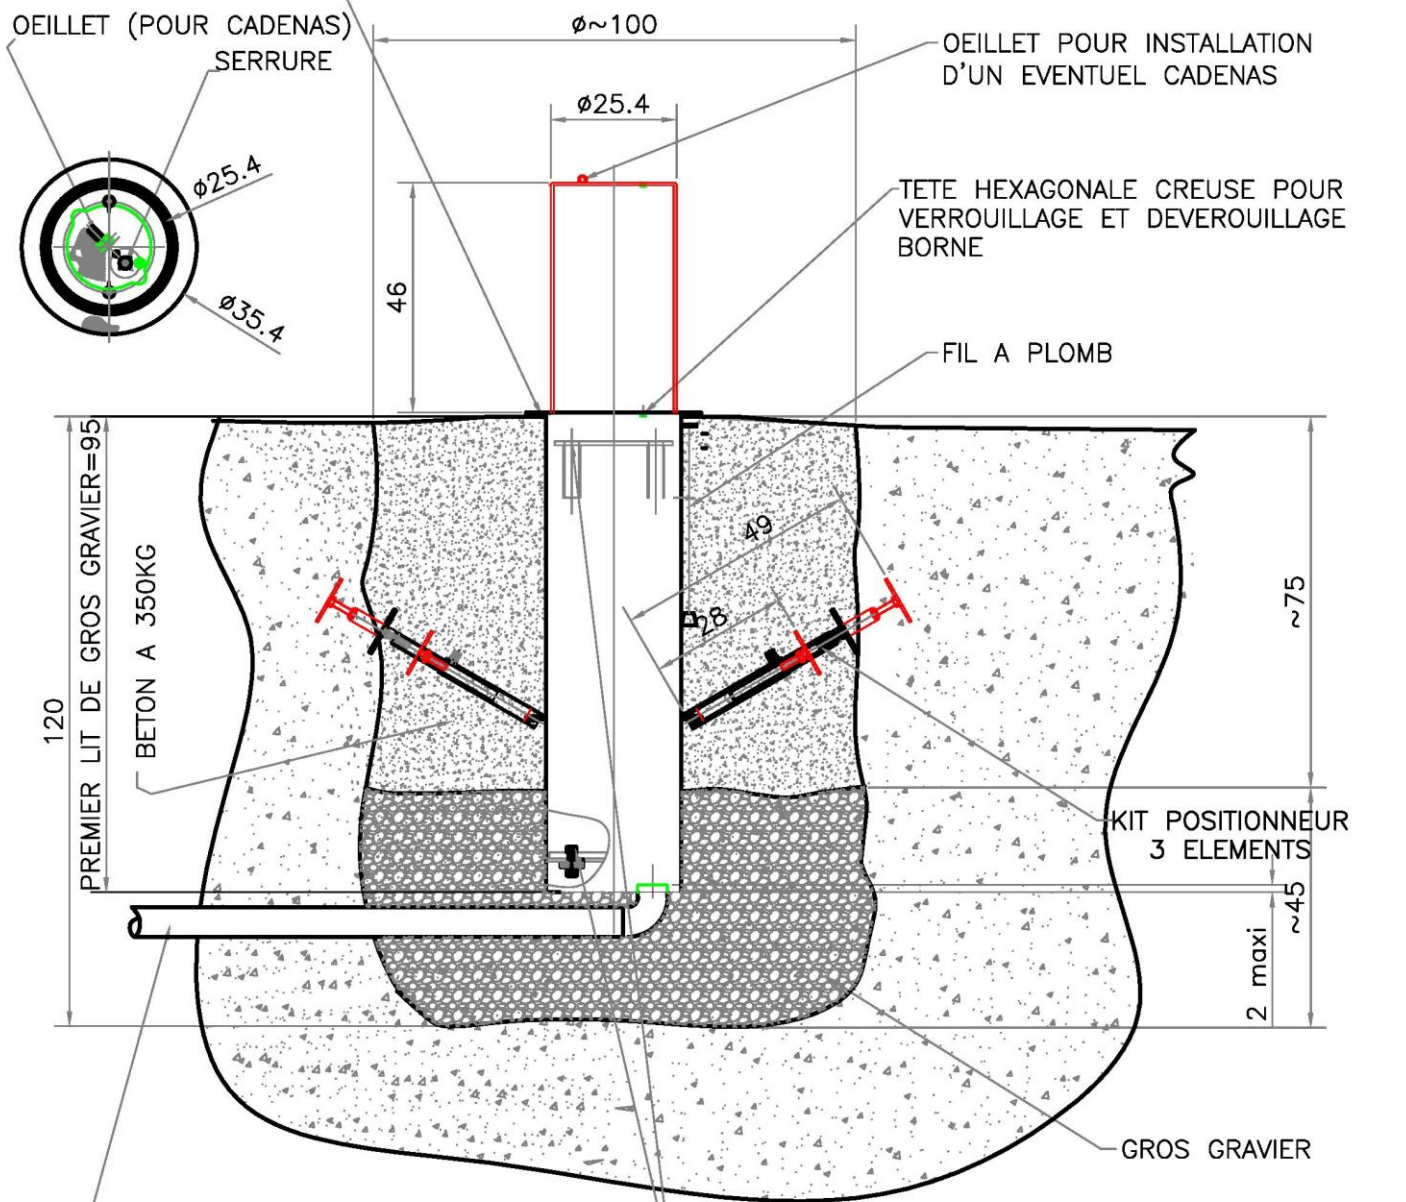 OEILLET (POUR CADENAS)
SERRURE
ø~100
OEILLET POUR INSTALLATION
D'UN EVENTUEL CADENAS
ø25.4
ø25.4
ø35.4
46
TETE HEXAGONALE CREUSE POUR
VERROUILLAGE ET DEVEROUILLAGE
BORNE
FIL A PLOMB
49
28
120
PREMIER LIT DE GROS GRAVIER=95
BETON A 350KG
~75
KIT POSITIONNEUR
3 ELEMENTS
~45
2 maxi
GROS GRAVIER